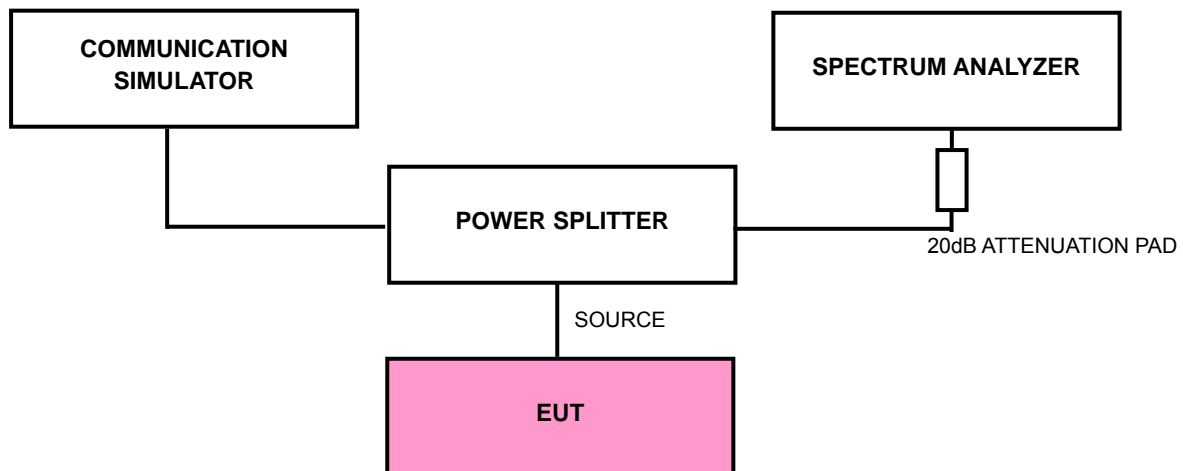 COMMUNICATION
SIMULATOR
SPECTRUM ANALYZER
POWER SPLITTER
20dB ATTENUATION PAD
SOURCE
EUT